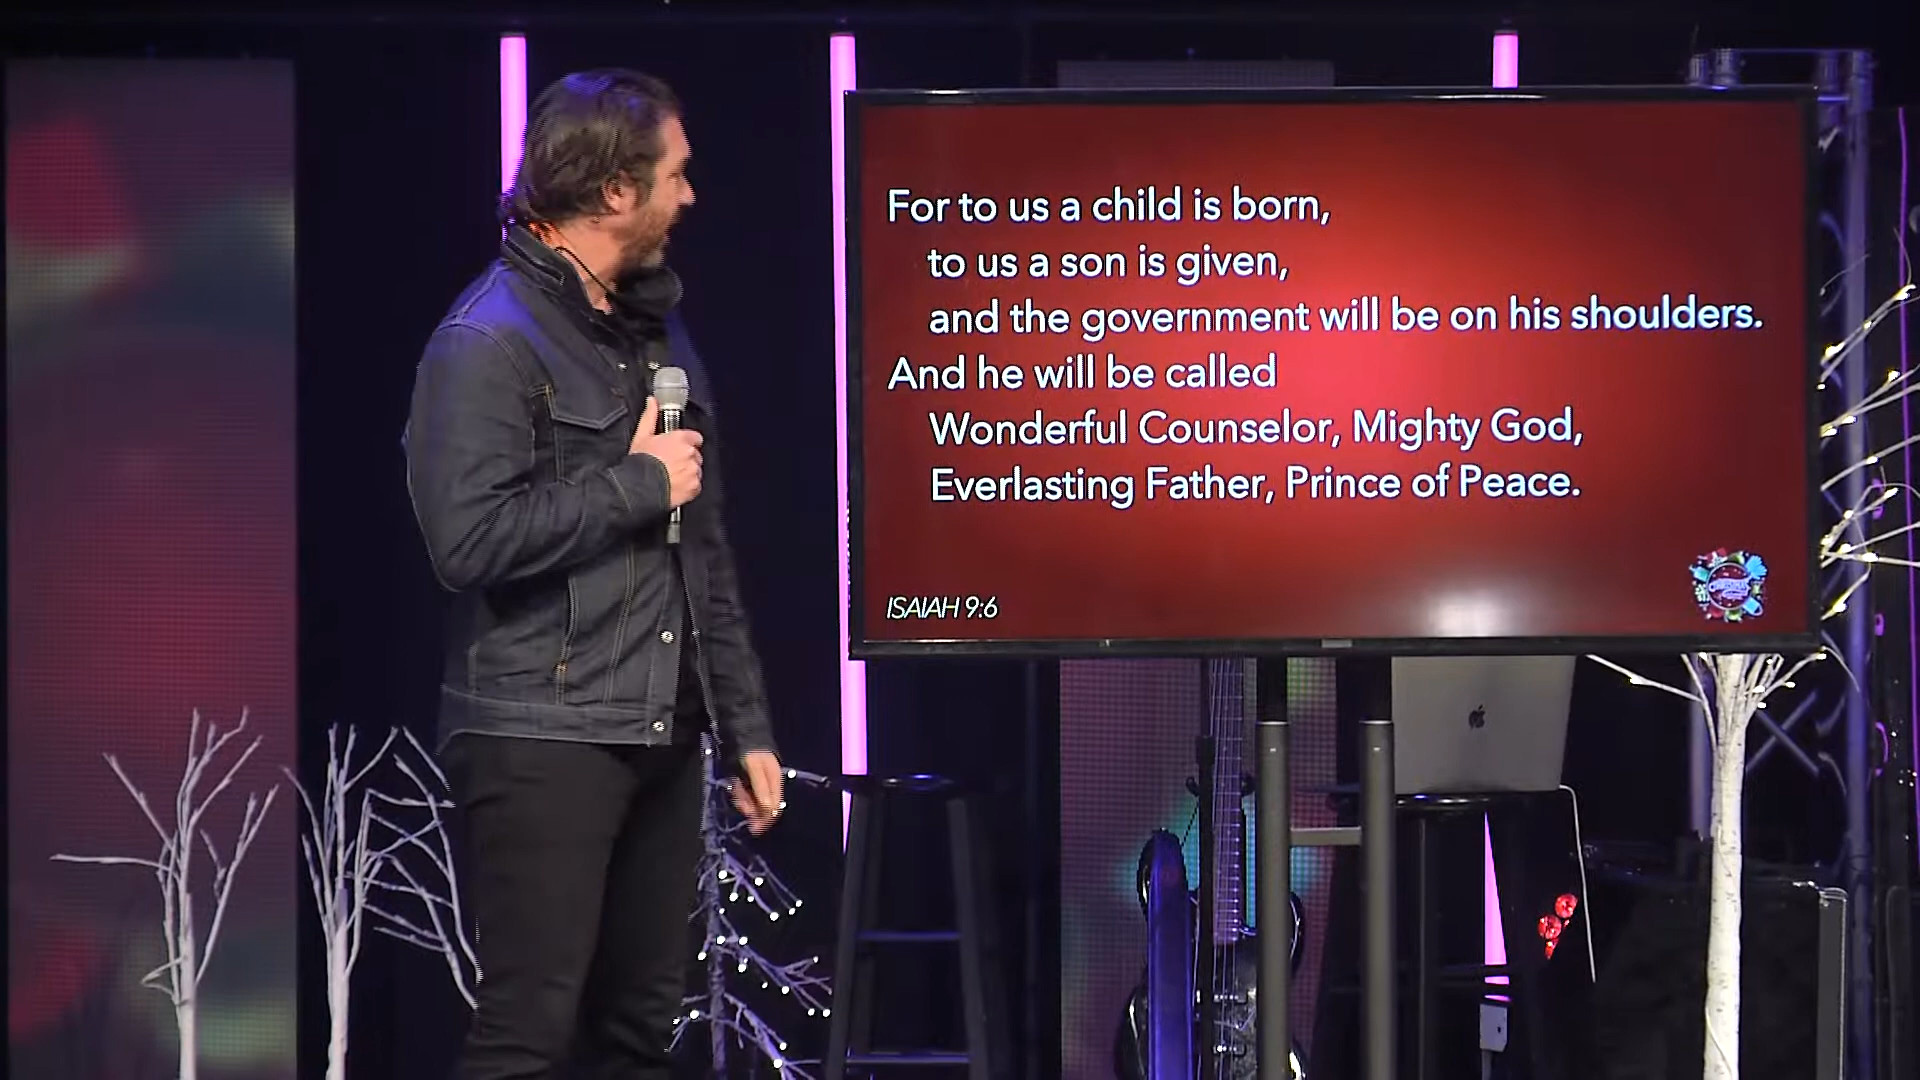 For to us a child is born,
to us a son is given,
and the government will be on his shoulders.
And he will be called
Wonderful Counselor, Mighty God,
Everlasting Father, Prince of Peace.
ISAIAH 9:6